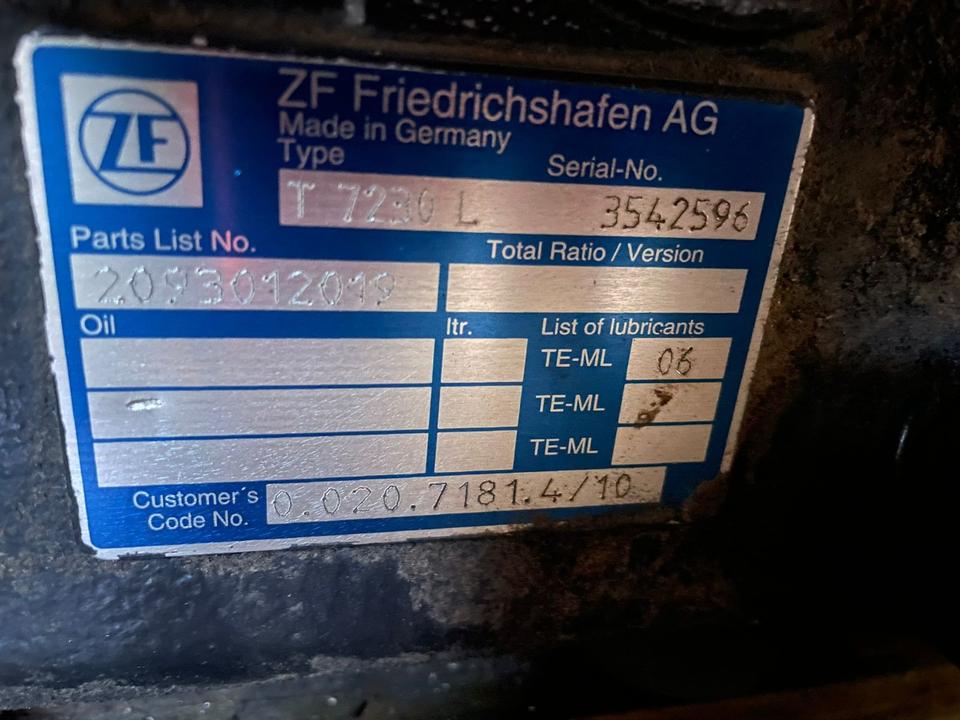 ZF
ZF Friedrichshafen AG
Made in Germany
Type
Serial-No.
T 7230 L
3542596
Parts List No.
Total Ratio / Version
2093012019
Oil
ltr.
List of lubricants
TE-ML
06
TE-ML
TE-ML
Customer´s
Code No.
0.020.7181.4/10